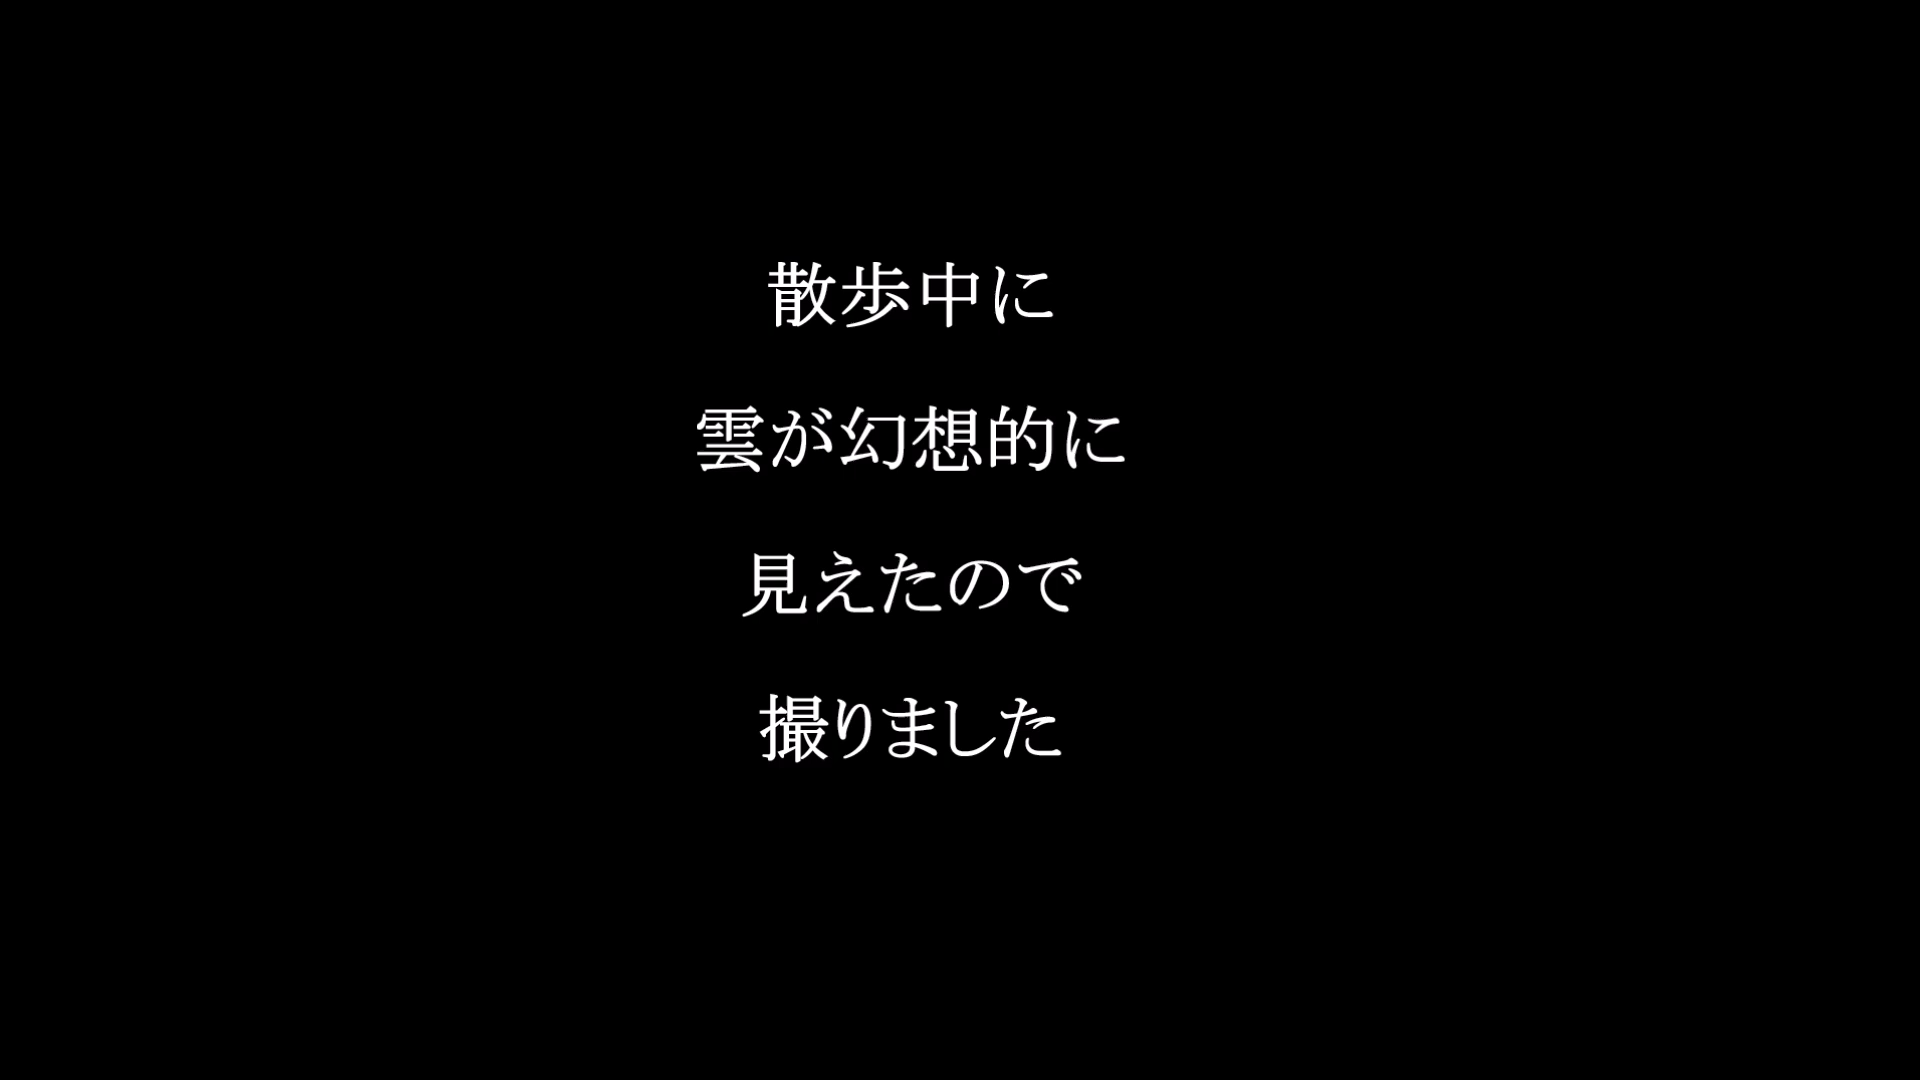 散歩中に
雲が幻想的に
見えたので
撮りました